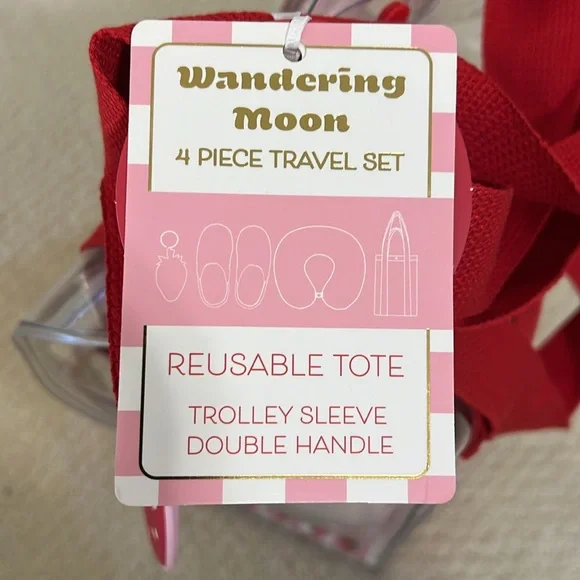 Wandering
Moon
4 PIECE TRAVEL SET
REUSABLE TOTE
TROLLEY SLEEVE
DOUBLE HANDLE